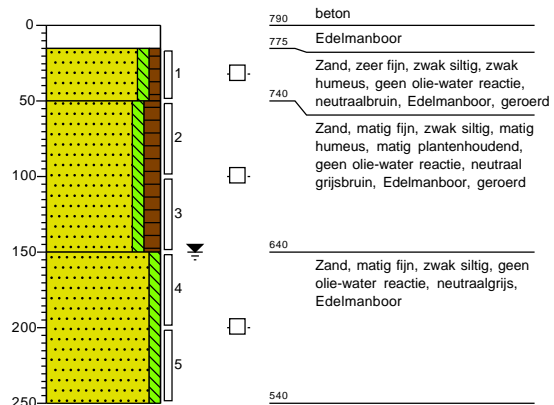 0
50
100
150
200
250
1
2
3
4
5
790
beton
775
Edelmanboor
Zand, zeer fijn, zwak siltig, zwak
humeus, geen olie-water reactie,
neutraalbruin, Edelmanboor, geroerd
740
Zand, matig fijn, zwak siltig, matig
humeus, matig plantenhoudend,
geen olie-water reactie, neutraal
grijsbruin, Edelmanboor, geroerd
640
Zand, matig fijn, zwak siltig, geen
olie-water reactie, neutraalgrijs,
Edelmanboor
540